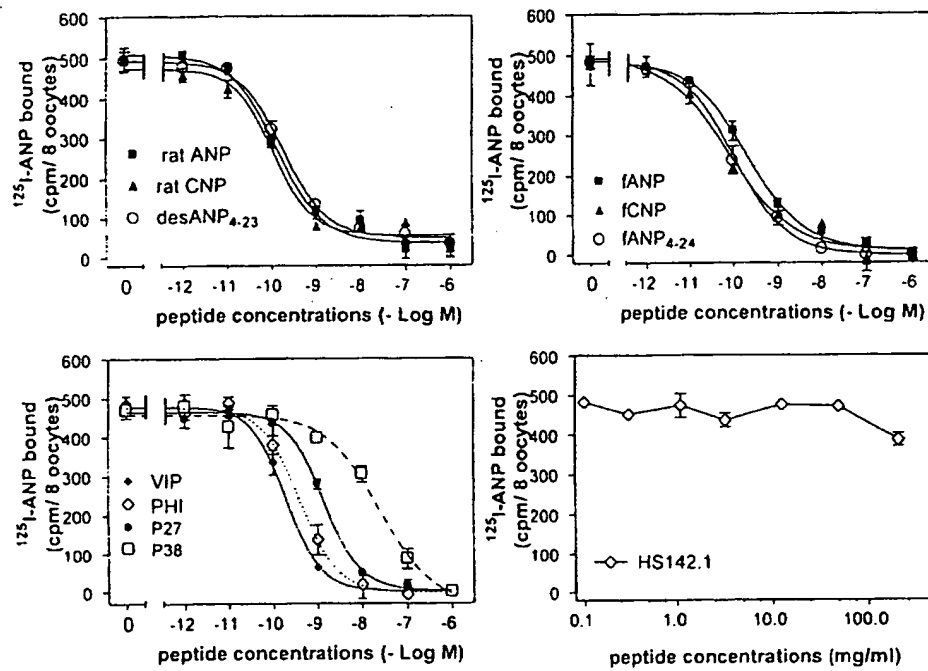 ¹²⁵I-ANP bound
(cpm/ 8 oocytes)
600
500
400
300
200
100
0
rat ANP
rat CNP
desANP₄₋₂₃
0 -12 -11 -10 -9 -8 -7 -6
peptide concentrations (- Log M)
¹²⁵I-ANP bound
(cpm/ 8 oocytes)
600
500
400
300
200
100
0
fANP
fCNP
fANP₄₋₂₄
0 -12 -11 -10 -9 -8 -7 -6
peptide concentrations (- Log M)
¹²⁵I-ANP bound
(cpm/ 8 oocytes)
600
500
400
300
200
100
0
VIP
PHI
P27
P38
0 -12 -11 -10 -9 -8 -7 -6
peptide concentrations (- Log M)
¹²⁵I-ANP bound
(cpm/ 8 oocytes)
600
500
400
300
200
100
0
HS142.1
0.1 1.0 10.0 100.0
peptide concentrations (mg/ml)